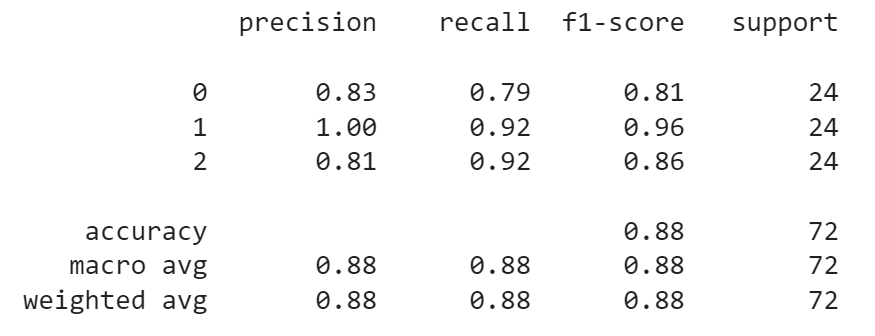 precision recall f1-score support
0 0.83 0.79 0.81 24
1 1.00 0.92 0.96 24
2 0.81 0.92 0.86 24
accuracy 0.88 72
macro avg 0.88 0.88 0.88 72
weighted avg 0.88 0.88 0.88 72